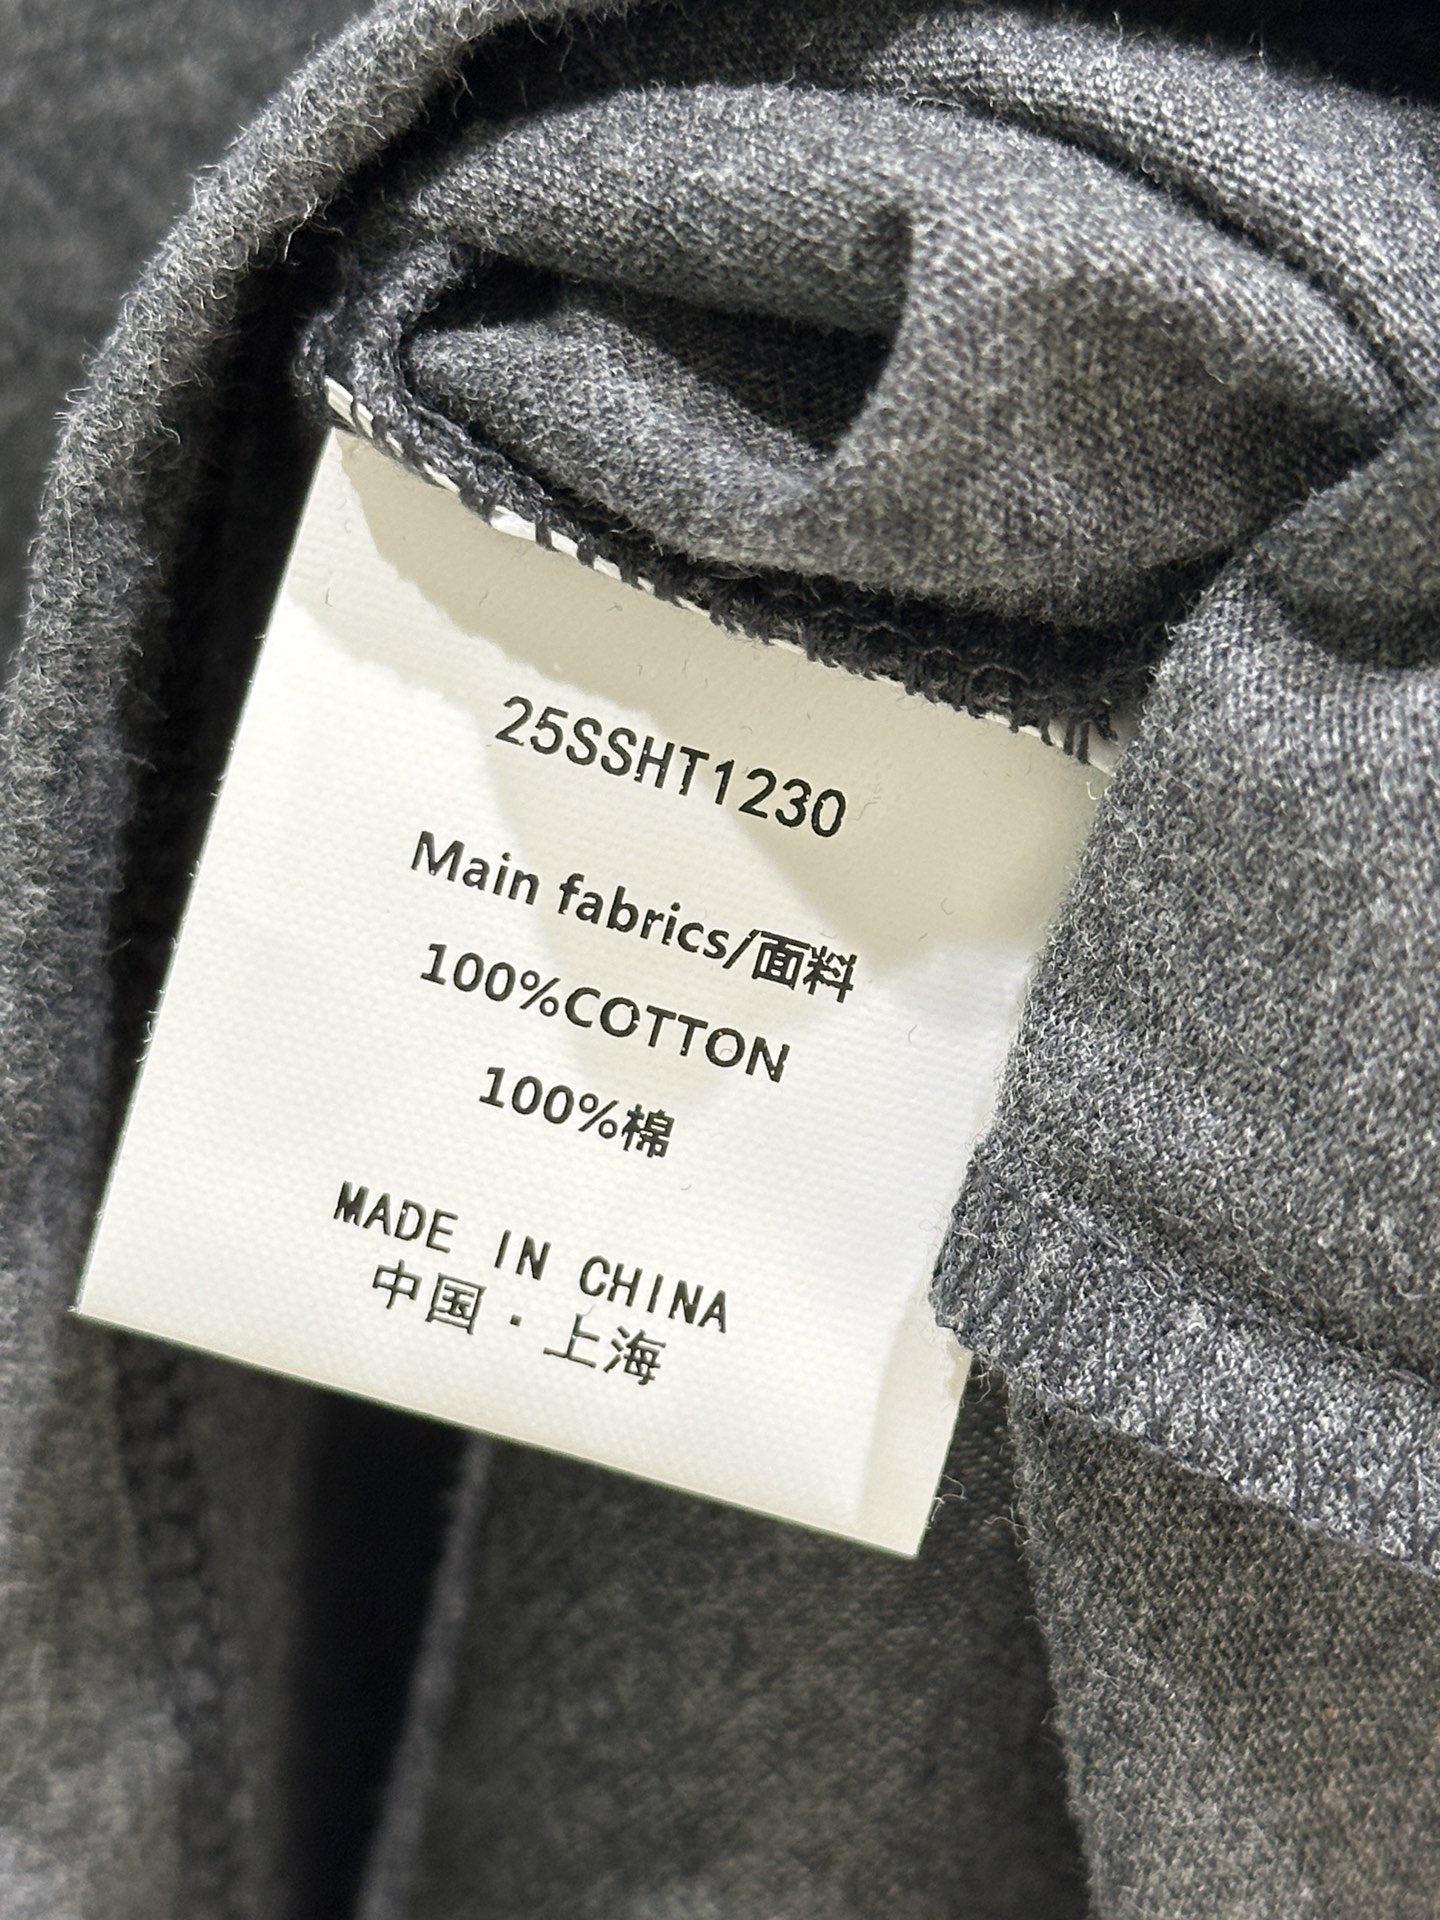 25SSHT1230
Main fabrics/面料
100%COTTON
100%棉
MADE IN CHINA
中国·上海